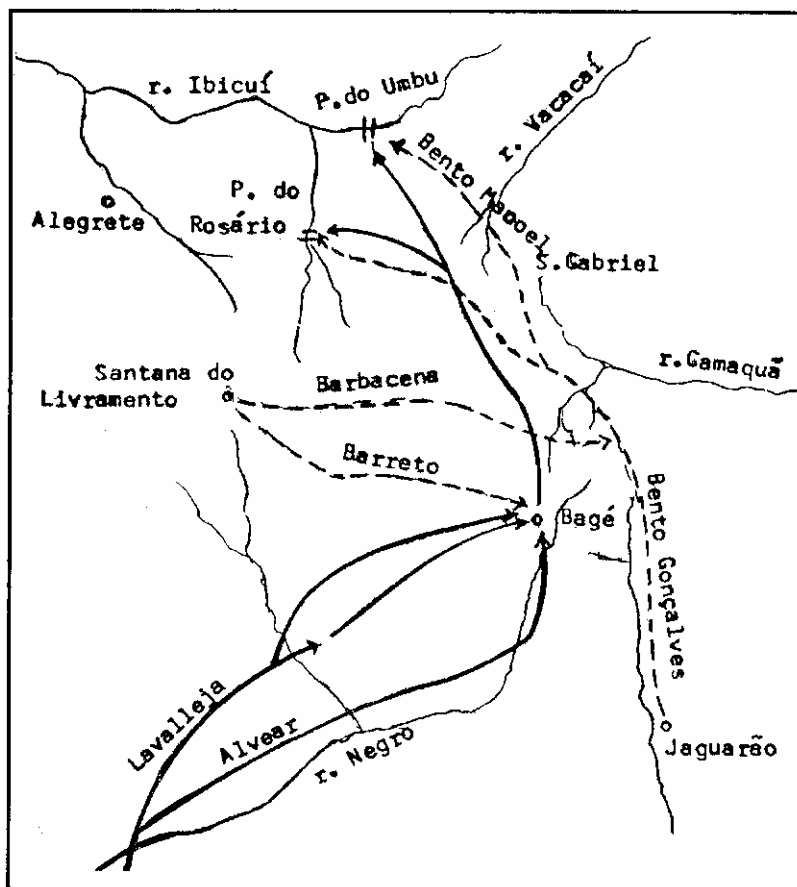 r. Ibicuí
P. do Umbu
r. Vacacaí
Bento Manoel
Alegrete
P. do
Rosário
S. Gabriel
r. Camaquã
Santana do
Livramento
Barbacena
Barreto
Bagé
Bento Gonçalves
Lavalleja
Alvear
r. Negro
Jaguarão